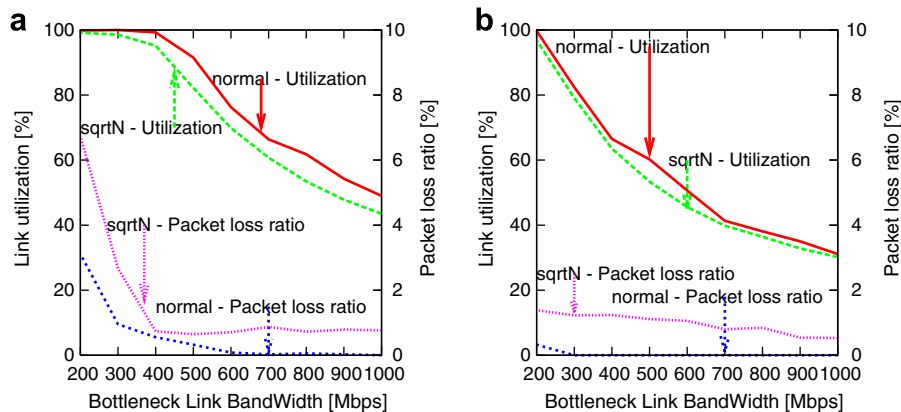 a
100
80
60
40
20
0
Link utilization [%]
10
8
6
4
2
0
Packet loss ratio [%]
normal - Utilization
sqrtN - Utilization
sqrtN - Packet loss ratio
normal - Packet loss ratio
200 300 400 500 600 700 800 900 1000
Bottleneck Link BandWidth [Mbps]
b
100
80
60
40
20
0
Link utilization [%]
10
8
6
4
2
0
Packet loss ratio [%]
normal - Utilization
sqrtN - Utilization
sqrtN - Packet loss ratio
normal - Packet loss ratio
200 300 400 500 600 700 800 900 1000
Bottleneck Link BandWidth [Mbps]